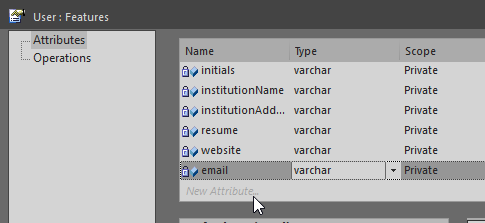 User : Features
Attributes
Operations
Name Type Scope
initials varchar Private
institutionName varchar Private
institutionAdd... varchar Private
resume varchar Private
website varchar Private
email varchar Private
New Attribute...